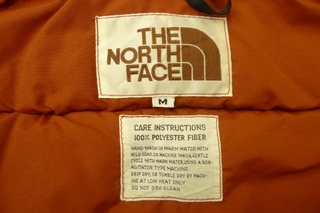 THE
NORTH
FACE
M
CARE INSTRUCTIONS
100% POLYESTER FIBER
HAND WASH IN WARM WATER WITH
MILD SOAP, OR MACHINE WASH, GENTLE
CYCLE WITH WARM WATER, USING A NON-
AGITATOR TYPE MACHINE.
DRIP DRY, OR TUMBLE DRY BY MACH-
INE AT LOW HEAT ONLY
DO NOT DRY CLEAN